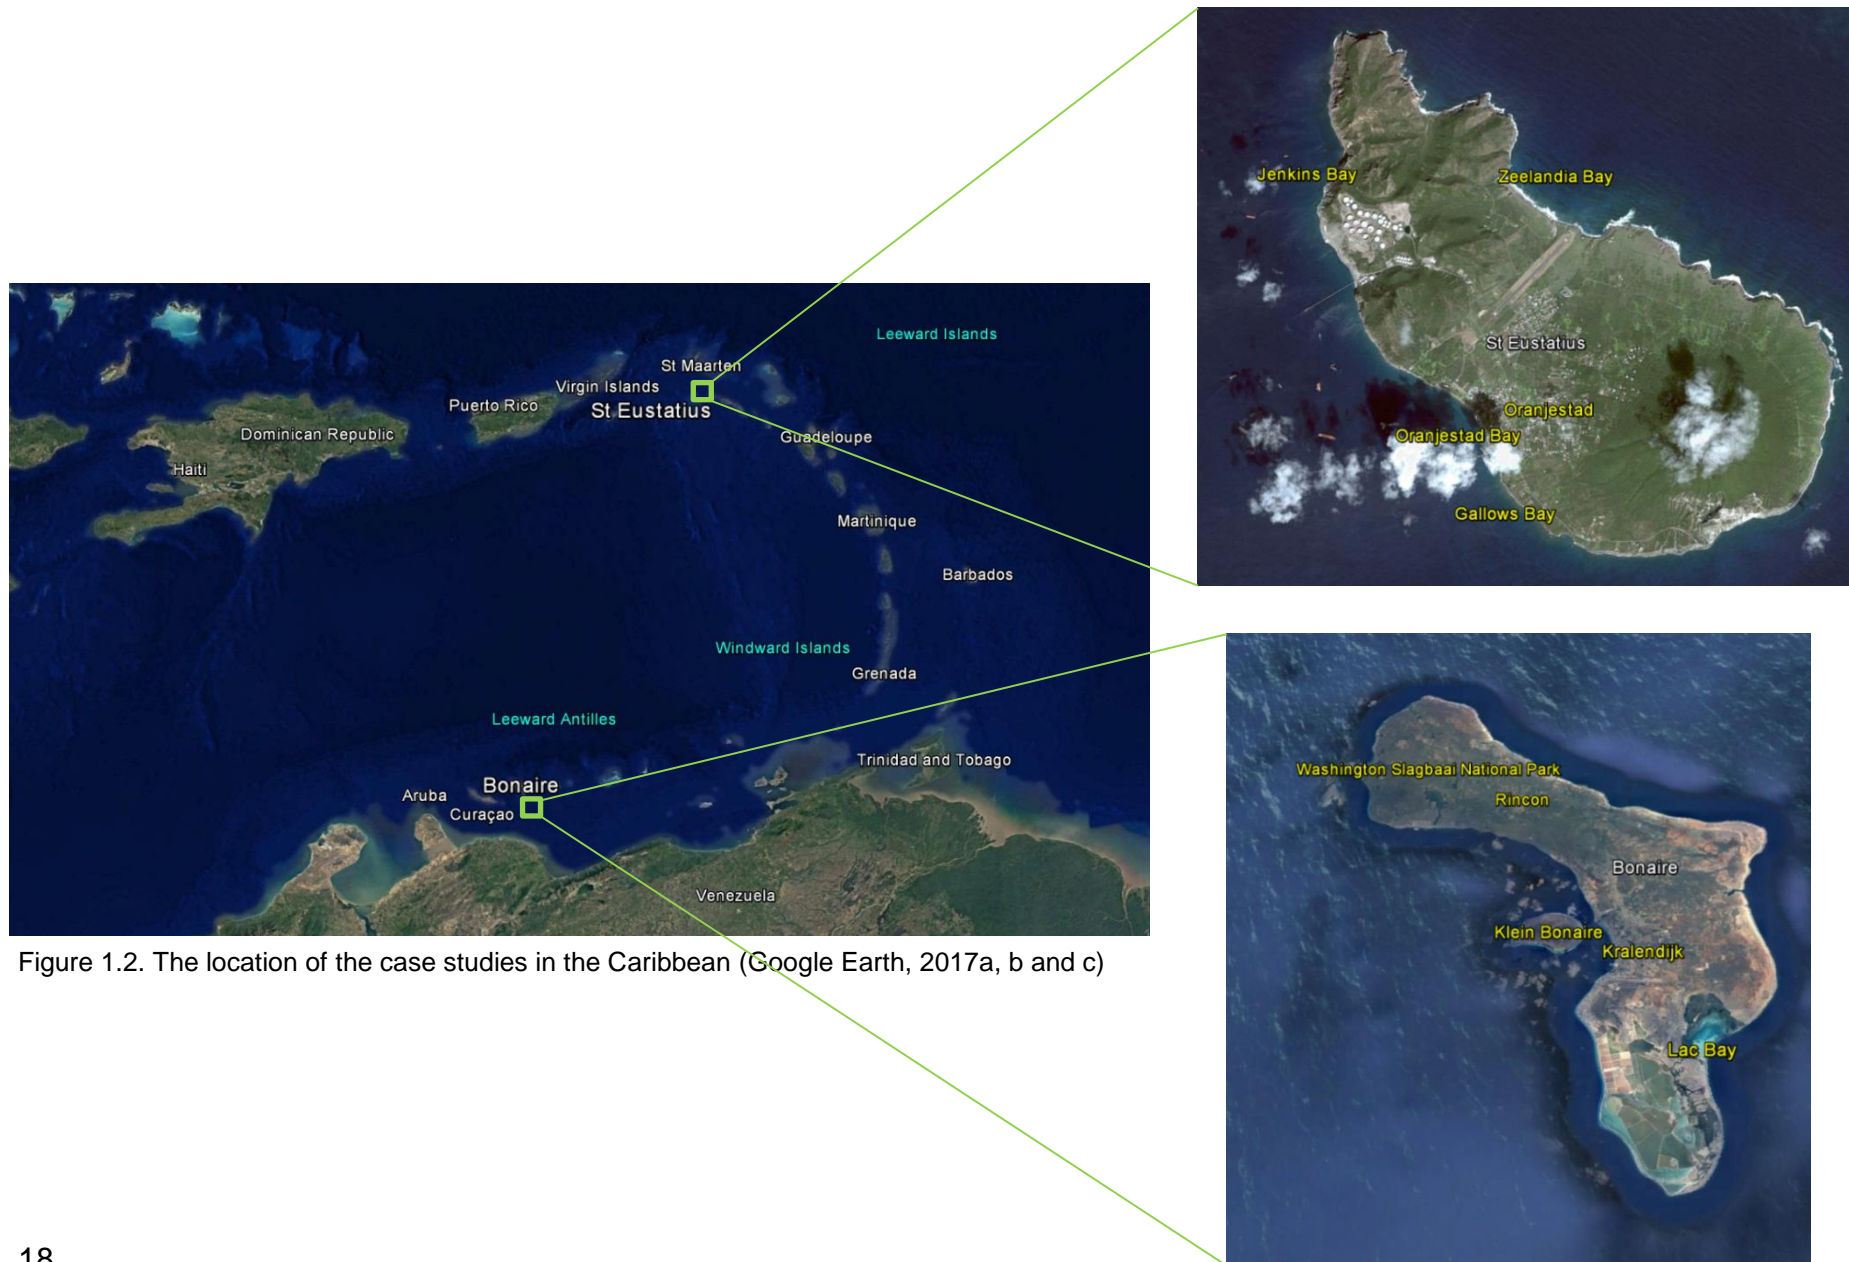 Leeward Islands
St Maarten
Virgin Islands
St Eustatius
Puerto Rico
Dominican Republic
Haiti
Guadeloupe
Martinique
Barbados
Windward Islands
Grenada
Leeward Antilles
Trinidad and Tobago
Bonaire
Aruba
Curaçao
Venezuela
Jenkins Bay
Zeelandia Bay
St Eustatius
Oranjestad
Oranjestad Bay
Gallows Bay
Washington Slagbaai National Park
Rincon
Bonaire
Klein Bonaire
Kralendijk
Lac Bay
Figure 1.2. The location of the case studies in the Caribbean (Google Earth, 2017a, b and c)
18